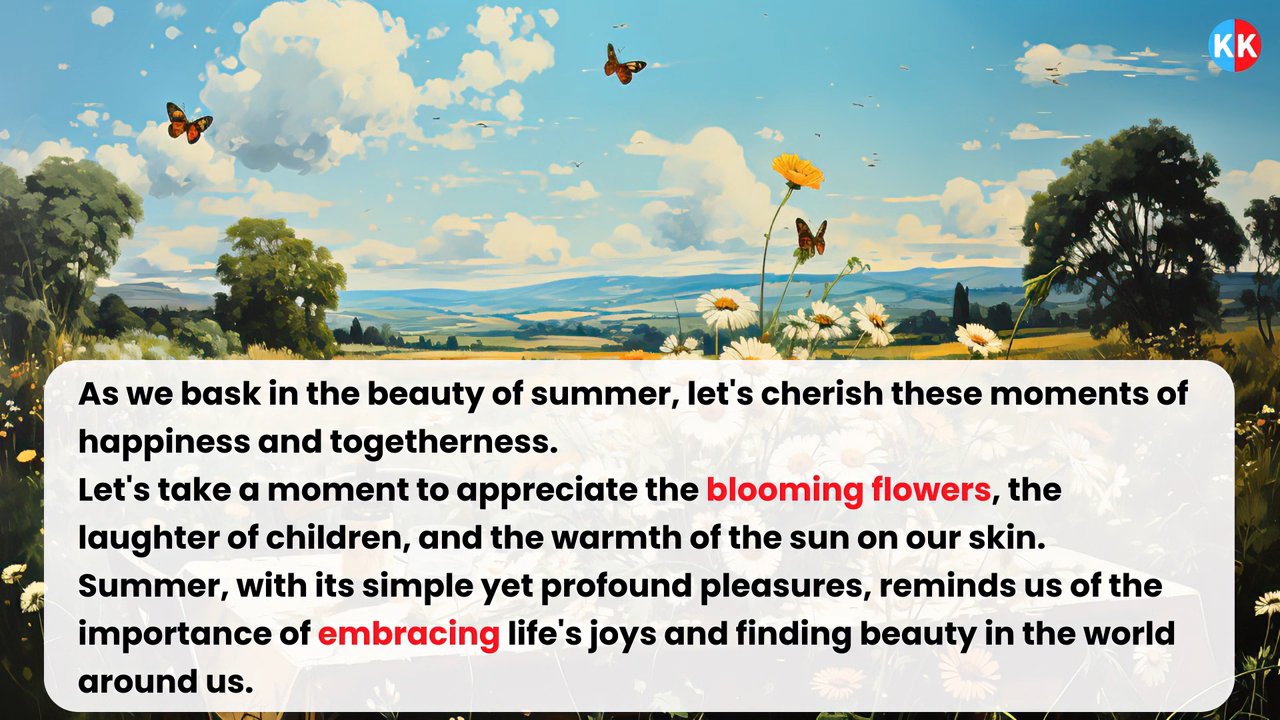 KK
As we bask in the beauty of summer, let's cherish these moments of
happiness and togetherness.
Let's take a moment to appreciate the blooming flowers, the
laughter of children, and the warmth of the sun on our skin.
Summer, with its simple yet profound pleasures, reminds us of the
importance of embracing life's joys and finding beauty in the world
around us.